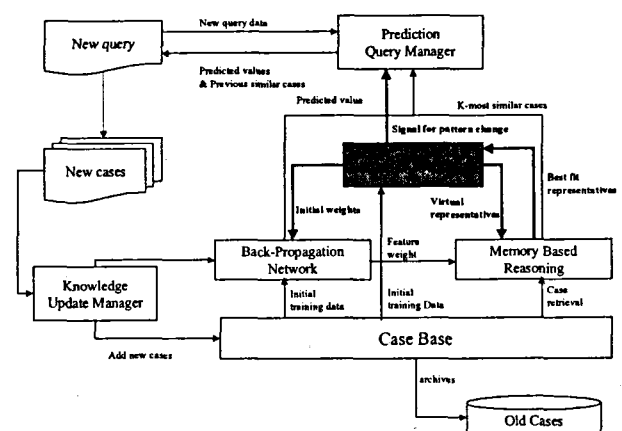 New query data
New query
Prediction
Query Manager
Predicted values
& Previous similar cases
Predicted value
K-most similar cases
Signal for pattern change
New cases
Best fit
representatives
Initial weights
Virtual
representatives
Back-Propagation
Network
Feature
weight
Memory Based
Reasoning
Knowledge
Update Manager
Initial
training data
Initial
training Data
Case
retrieval
Case Base
Add new cases
archives
Old Cases